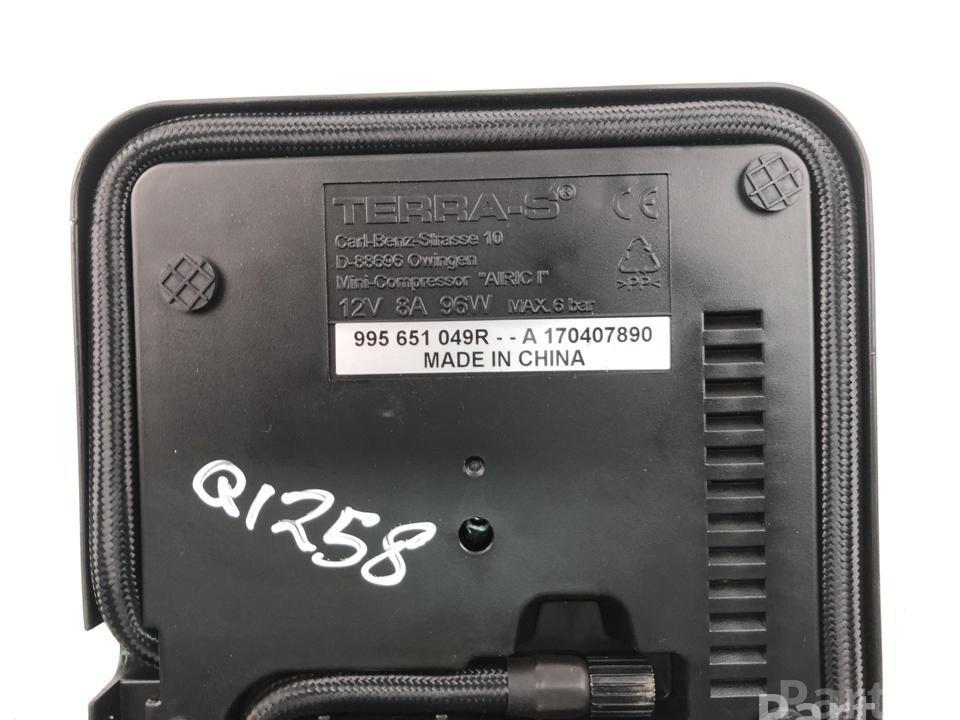 TERRA-S® CE
Carl-Benz-Strasse 10
D-88696 Owingen
Mini-Compressor "AIRIC I"
>PP<
12V 8A 96W MAX. 6 bar
995 651 049R - - A 170407890
MADE IN CHINA
Q1258
Part